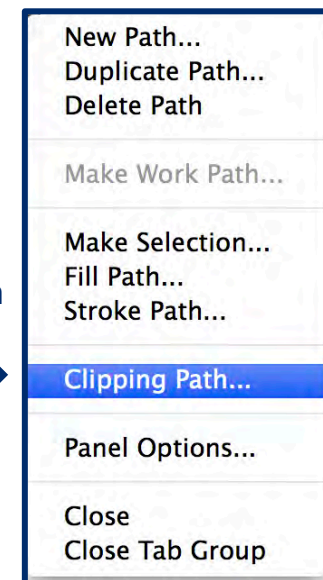 New Path...
Duplicate Path...
Delete Path
Make Work Path...
Make Selection...
Fill Path...
Stroke Path...
Clipping Path...
Panel Options...
Close
Close Tab Group